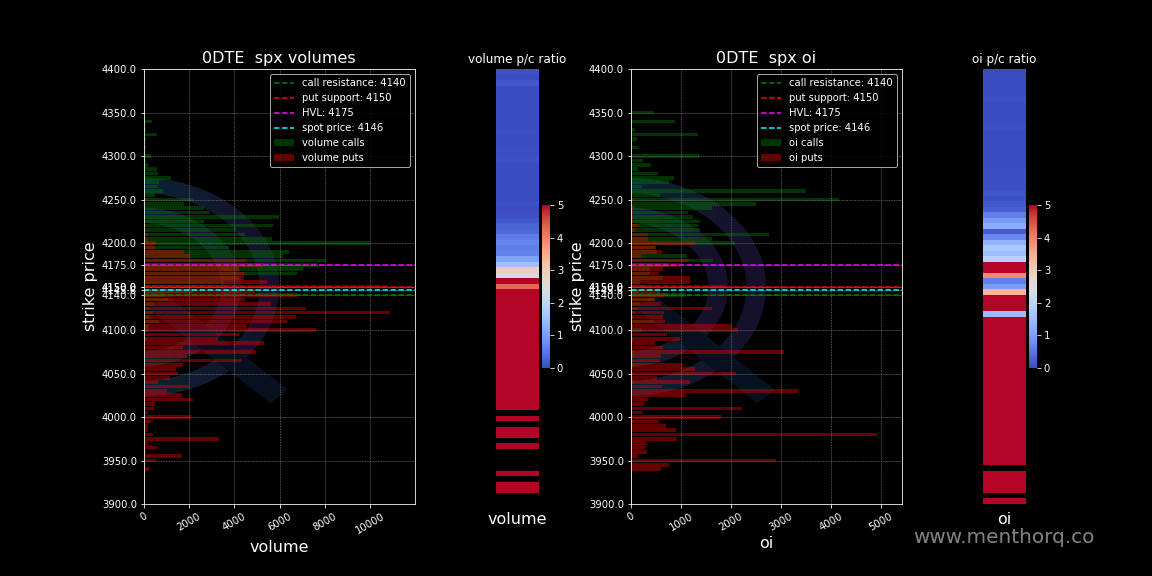 0DTE  spx volumes
volume p/c ratio
0DTE  spx oi
oi p/c ratio
call resistance: 4140
put support: 4150
HVL: 4175
spot price: 4146
volume calls
volume puts
call resistance: 4140
put support: 4150
HVL: 4175
spot price: 4146
oi calls
oi puts
strike price
4400.0
4350.0
4300.0
4250.0
4200.0
4175.0
4150.0
4140.0
4100.0
4050.0
4000.0
3950.0
3900.0
0
2000
4000
6000
8000
10000
volume
5
4
3
2
1
0
volume
strike price
4400.0
4350.0
4300.0
4250.0
4200.0
4175.0
4150.0
4140.0
4100.0
4050.0
4000.0
3950.0
3900.0
0
1000
2000
3000
4000
5000
oi
5
4
3
2
1
0
oi
www.menthorq.co